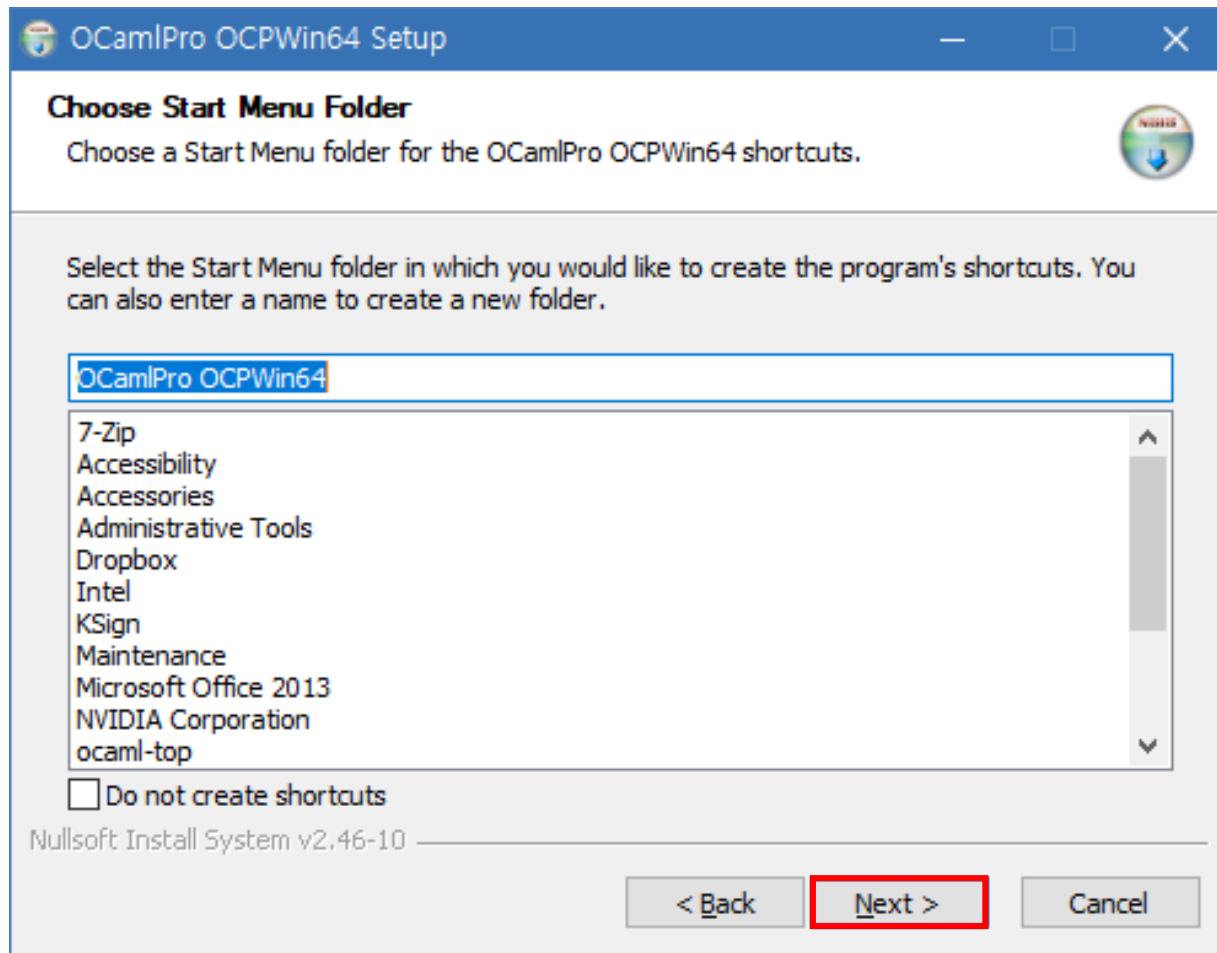 OCamlPro OCPWin64 Setup
Choose Start Menu Folder
Choose a Start Menu folder for the OCamlPro OCPWin64 shortcuts.
Select the Start Menu folder in which you would like to create the program's shortcuts. You
can also enter a name to create a new folder.
OCamlPro OCPWin64
7-Zip
Accessibility
Accessories
Administrative Tools
Dropbox
Intel
KSign
Maintenance
Microsoft Office 2013
NVIDIA Corporation
ocaml-top
Do not create shortcuts
Nullsoft Install System v2.46-10
< Back
Next >
Cancel